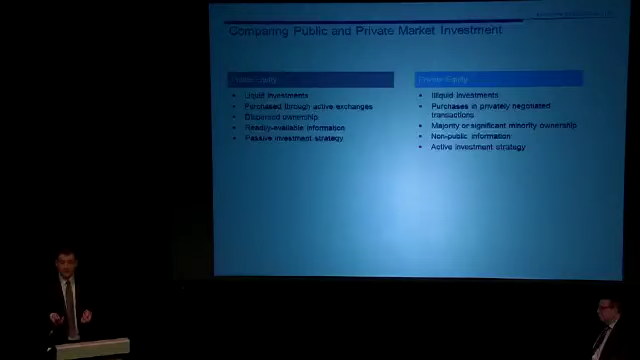 Comparing Public and Private Market Investment
Public Equity
Liquid investments
Purchased through active exchanges
Dispersed ownership
Readily-available information
Passive investment strategy
Private Equity
Illiquid investments
Purchases in privately negotiated
transactions
Majority or significant minority ownership
Non-public information
Active investment strategy